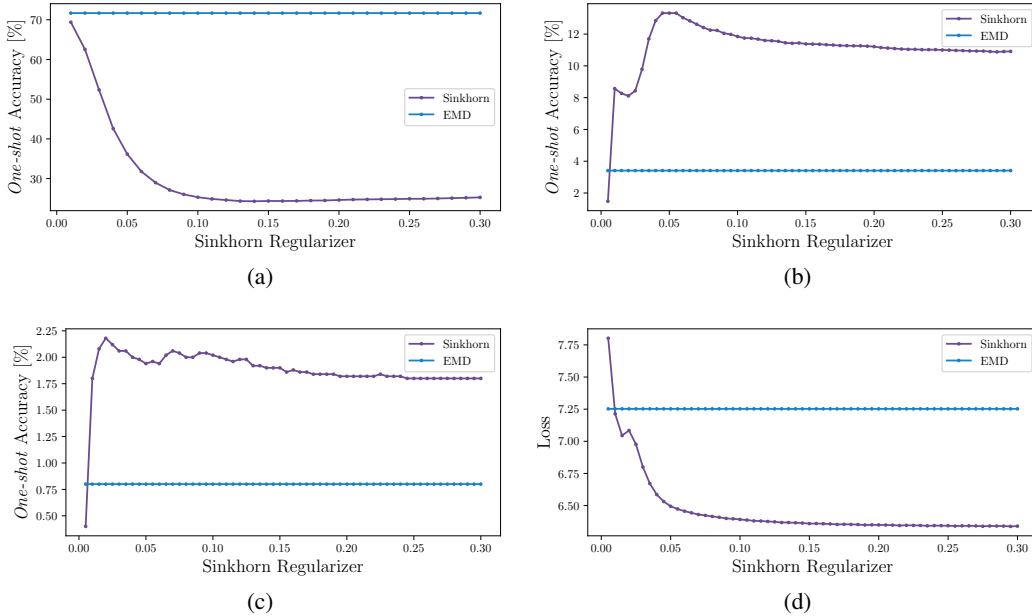 One-shot Accuracy [%]
70
60
50
40
30
Sinkhorn
EMD
0.00 0.05 0.10 0.15 0.20 0.25 0.30
Sinkhorn Regularizer
(a)
One-shot Accuracy [%]
12
10
8
6
4
2
Sinkhorn
EMD
0.00 0.05 0.10 0.15 0.20 0.25 0.30
Sinkhorn Regularizer
(b)
One-shot Accuracy [%]
2.25
2.00
1.75
1.50
1.25
1.00
0.75
0.50
Sinkhorn
EMD
0.00 0.05 0.10 0.15 0.20 0.25 0.30
Sinkhorn Regularizer
(c)
Loss
7.75
7.50
7.25
7.00
6.75
6.50
Sinkhorn
EMD
0.00 0.05 0.10 0.15 0.20 0.25 0.30
Sinkhorn Regularizer
(d)